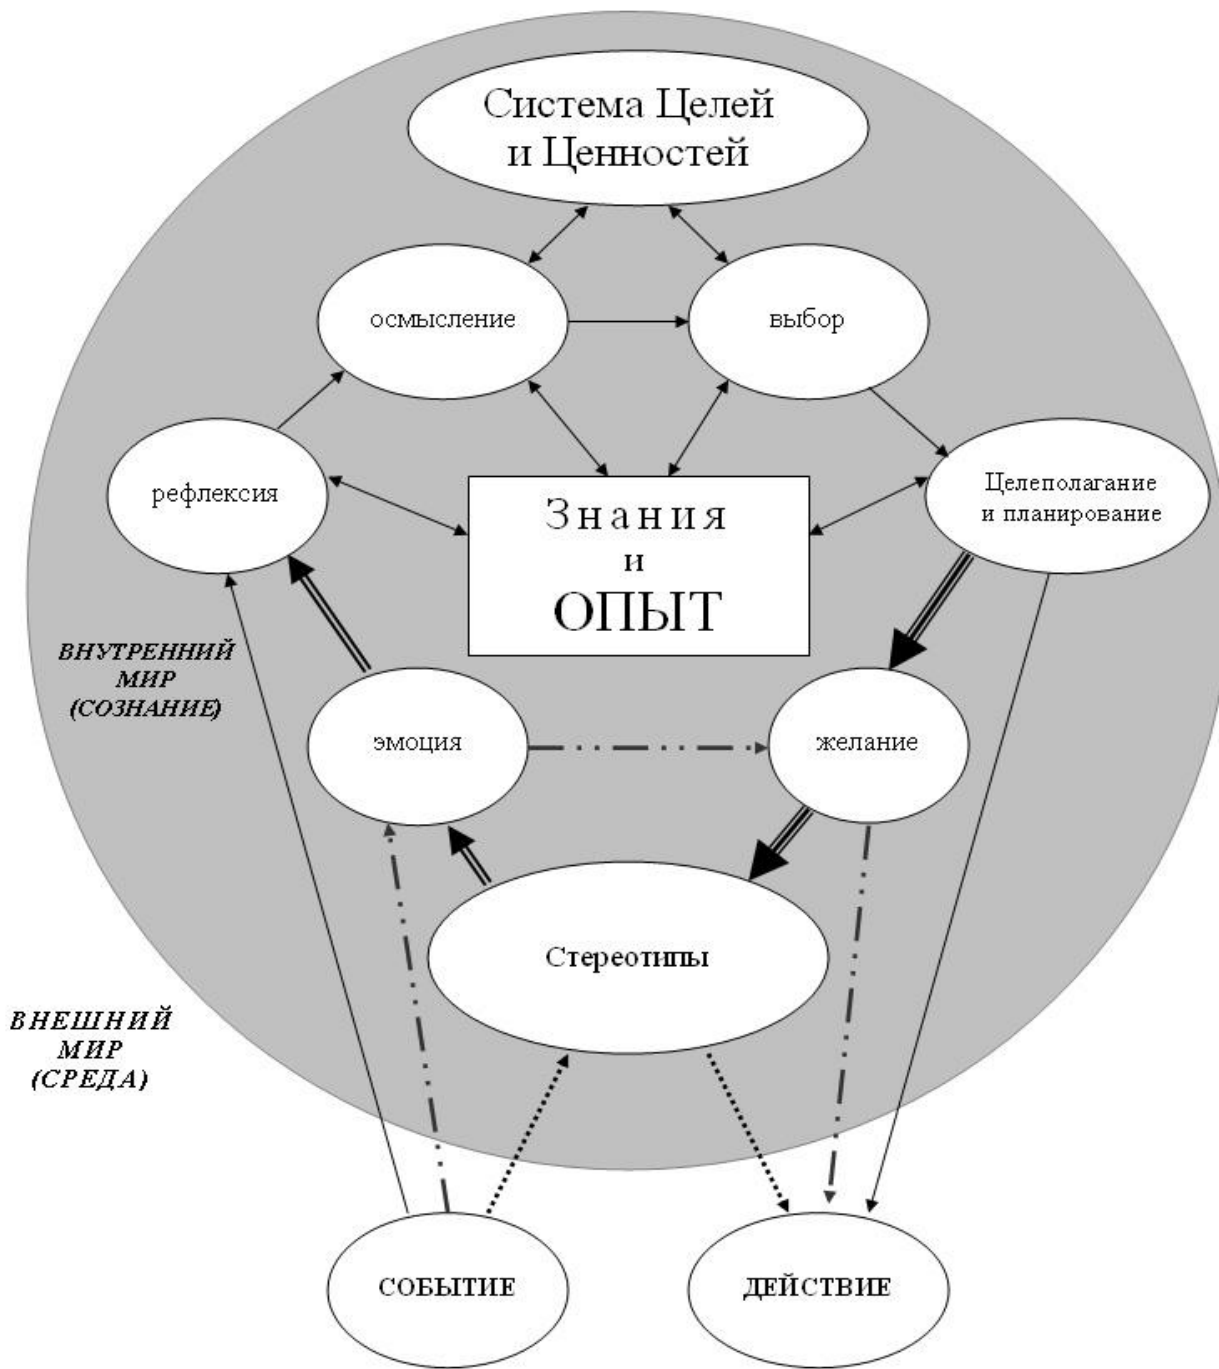 Система Целей
и Ценностей
осмысление
выбор
рефлексия
Знания
и
ОПЫТ
Целеполагание
и планирование
ВНУТРЕННИЙ
МИР
(СОЗНАНИЕ)
эмоция
желание
Стереотипы
ВНЕШНИЙ
МИР
(СРЕДА)
СОБЫТИЕ
ДЕЙСТВИЕ